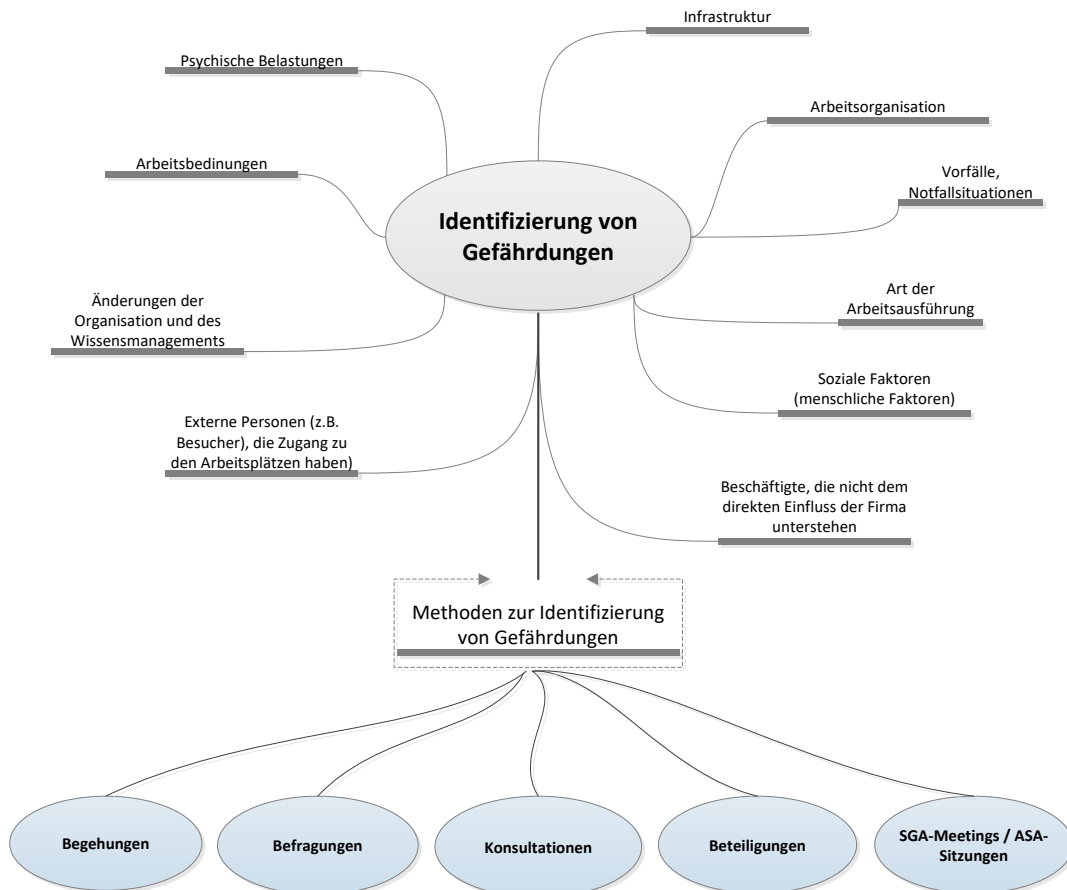 Infrastruktur
Psychische Belastungen
Arbeitsorganisation
Arbeitsbedinungen
Vorfälle,
Notfallsituationen
Identifizierung von
Gefährdungen
Art der
Arbeitsausführung
Änderungen der
Organisation und des
Wissensmanagements
Soziale Faktoren
(menschliche Faktoren)
Externe Personen (z.B.
Besucher), die Zugang zu
den Arbeitsplätzen haben)
Beschäftigte, die nicht dem
direkten Einfluss der Firma
unterstehen
Methoden zur Identifizierung
von Gefährdungen
Begehungen
Befragungen
Konsultationen
Beteiligungen
SGA-Meetings / ASA-
Sitzungen